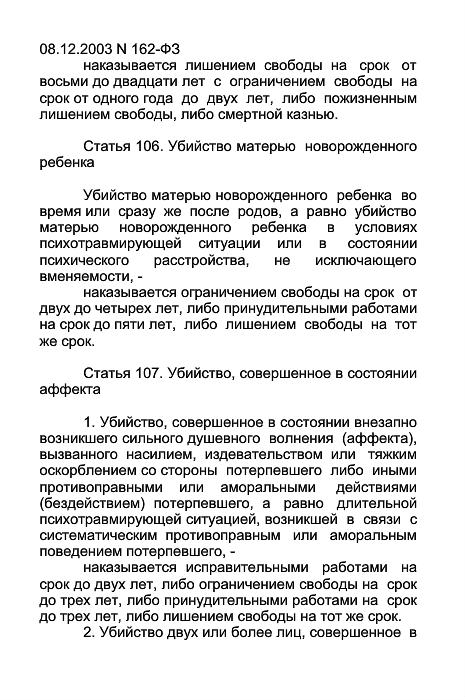 08.12.2003 N 162-ФЗ
наказывается лишением свободы на срок от
восьми до двадцати лет с ограничением свободы на
срок от одного года до двух лет, либо пожизненным
лишением свободы, либо смертной казнью.
Статья 106. Убийство матерью новорожденного
ребенка
Убийство матерью новорожденного ребенка во
время или сразу же после родов, а равно убийство
матерью новорожденного ребенка в условиях
психотравмирующей ситуации или в состоянии
психического расстройства, не исключающего
вменяемости, -
наказывается ограничением свободы на срок от
двух до четырех лет, либо принудительными работами
на срок до пяти лет, либо лишением свободы на тот
же срок.
Статья 107. Убийство, совершенное в состоянии
аффекта
1. Убийство, совершенное в состоянии внезапно
возникшего сильного душевного волнения (аффекта),
вызванного насилием, издевательством или тяжким
оскорблением со стороны потерпевшего либо иными
противоправными или аморальными действиями
(бездействием) потерпевшего, а равно длительной
психотравмирующей ситуацией, возникшей в связи с
систематическим противоправным или аморальным
поведением потерпевшего, -
наказывается исправительными работами на
срок до двух лет, либо ограничением свободы на срок
до трех лет, либо принудительными работами на срок
до трех лет, либо лишением свободы на тот же срок.
2. Убийство двух или более лиц, совершенное в